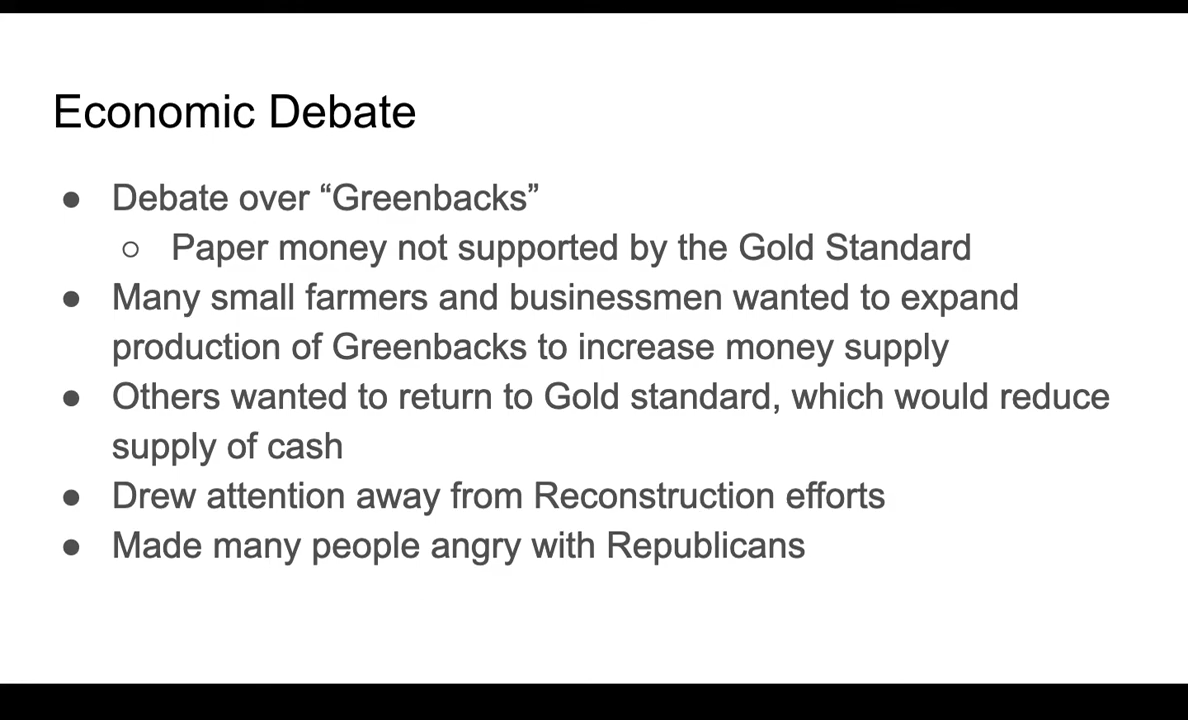 Economic Debate
● Debate over “Greenbacks”
○ Paper money not supported by the Gold Standard
● Many small farmers and businessmen wanted to expand
production of Greenbacks to increase money supply
● Others wanted to return to Gold standard, which would reduce
supply of cash
● Drew attention away from Reconstruction efforts
● Made many people angry with Republicans